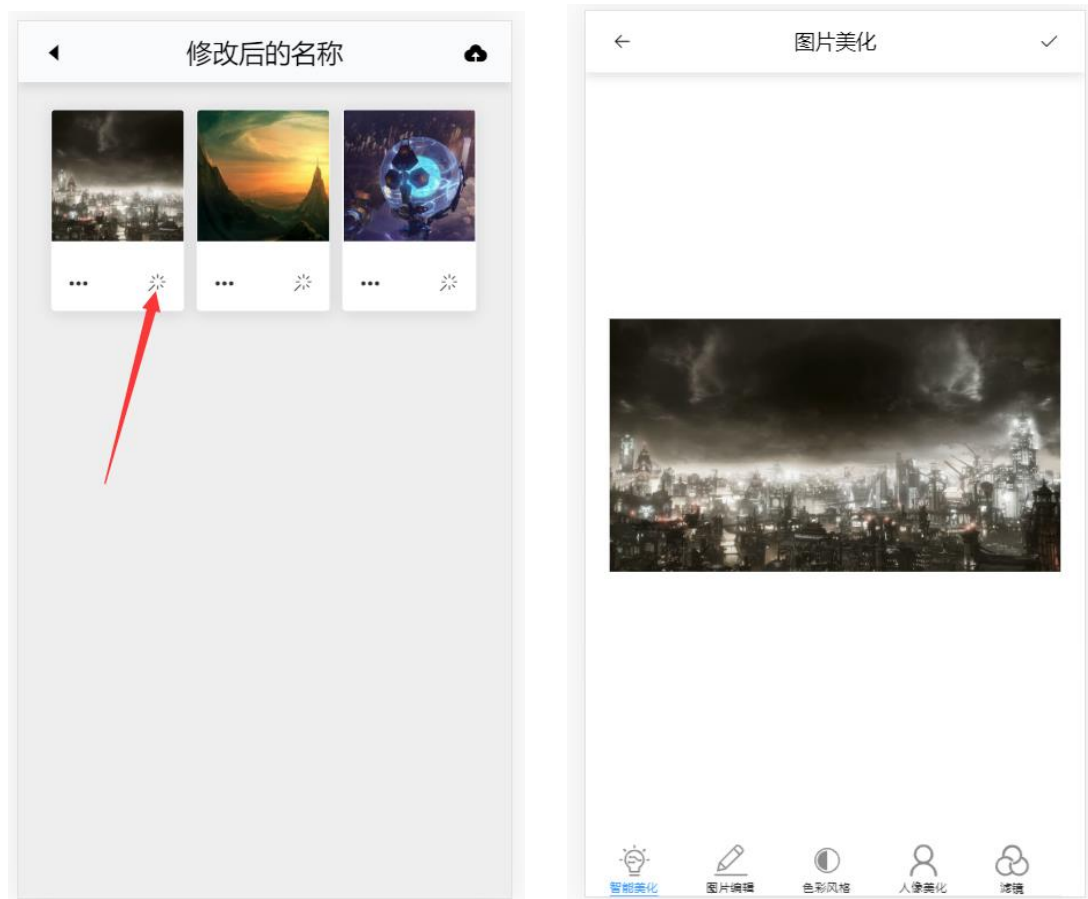 修改后的名称
图片美化
智能美化
图片编辑
色彩风格
人像美化
滤镜